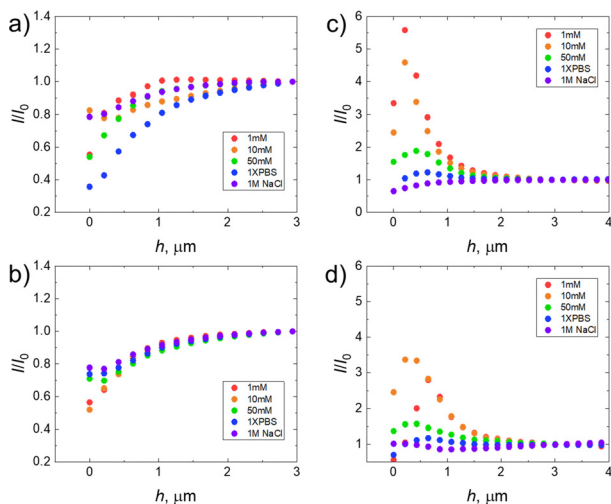 a)
1.4
1.2
1.0
0.8
0.6
0.4
0.2
I/I0
0 1 2 3
h, μm
1mM
10mM
50mM
1XPBS
1M NaCl
c)
6
5
4
3
2
1
0
I/I0
0 1 2 3 4
h, μm
1mM
10mM
50mM
1XPBS
1M NaCl
b)
1.4
1.2
1.0
0.8
0.6
0.4
0.2
I/I0
0 1 2 3
h, μm
1mM
10mM
50mM
1XPBS
1M NaCl
d)
6
5
4
3
2
1
0
I/I0
0 1 2 3 4
h, μm
1mM
10mM
50mM
1XPBS
1M NaCl